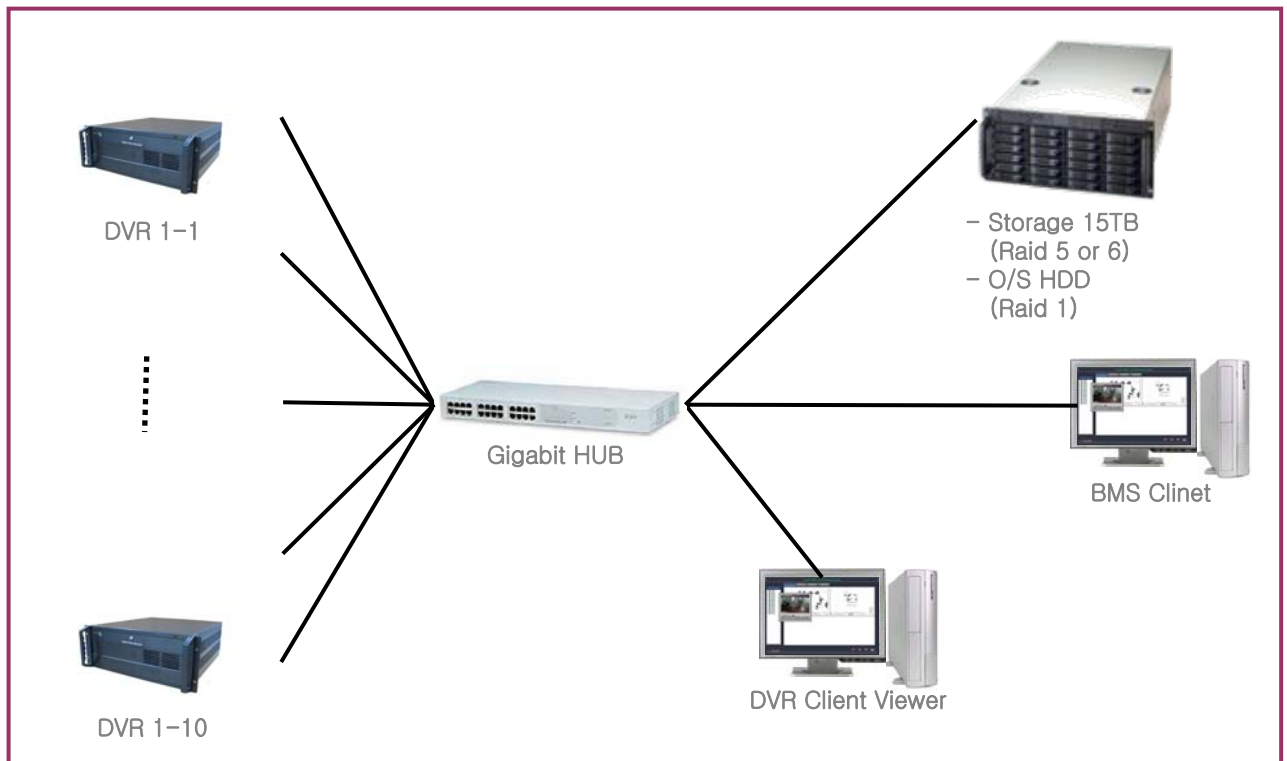 DVR 1-1
- Storage 15TB
(Raid 5 or 6)
- O/S HDD
(Raid 1)
Gigabit HUB
BMS Clinet
DVR Client Viewer
DVR 1-10